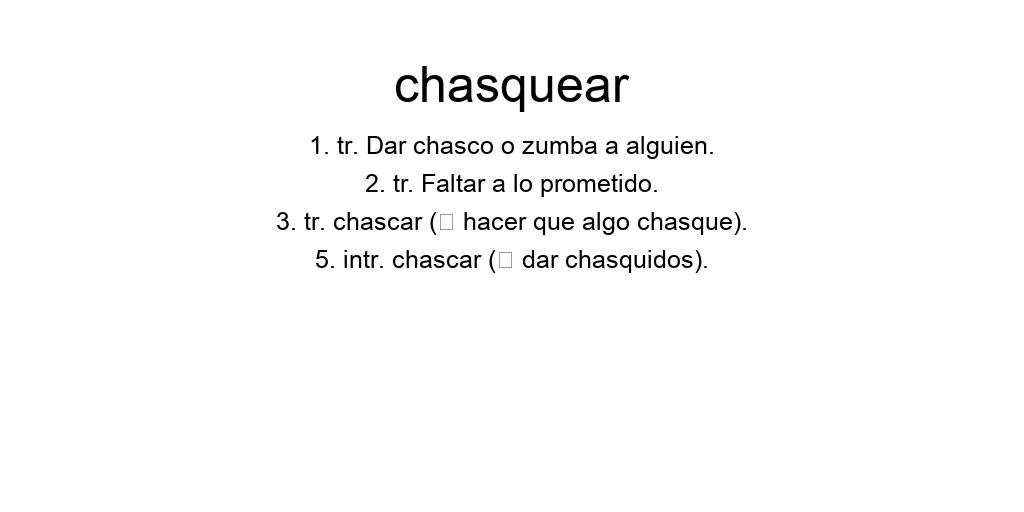 chasquear
1. tr. Dar chasco o zumba a alguien.
2. tr. Faltar a lo prometido.
3. tr. chascar (□ hacer que algo chasque).
5. intr. chascar (□ dar chasquidos).